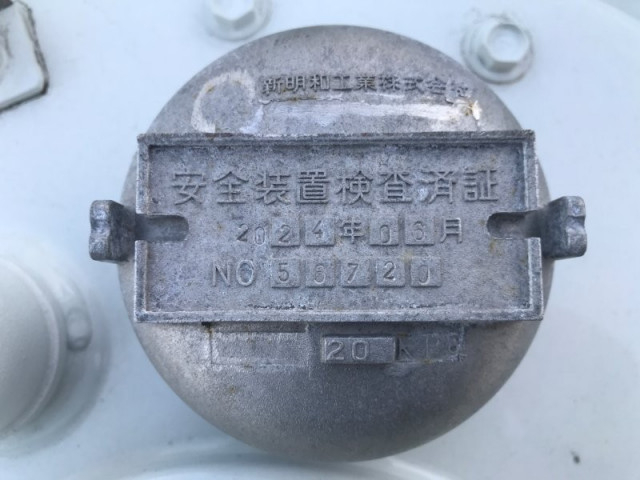 新明和工業株式会社
安全装置検査済証
2024年03月
NO 56720
20 K